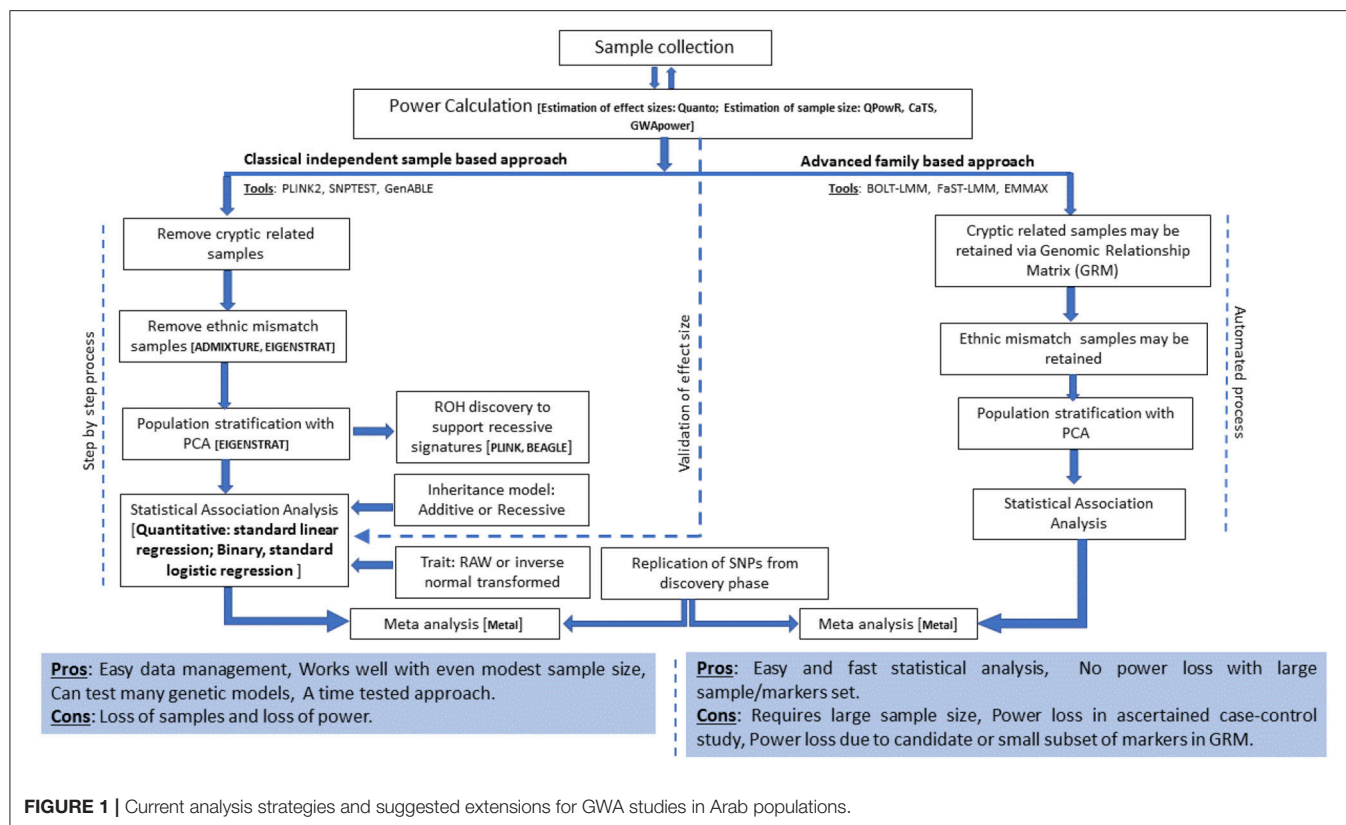 Sample collection
Power Calculation [Estimation of effect sizes: Quanto; Estimation of sample size: QPowR, CaTS,
GWApower]
Classical independent sample based approach
Advanced family based approach
Tools: PLINK2, SNPTEST, GenABLE
Tools: BOLT-LMM, FaST-LMM, EMMAX
Step by step process
Remove cryptic related
samples
Remove ethnic mismatch
samples [ADMIXTURE, EIGENSTRAT]
Population stratification with
PCA [EIGENSTRAT]
ROH discovery to
support recessive
signatures [PLINK, BEAGLE]
Statistical Association Analysis
[Quantitative: standard linear
regression; Binary, standard
logistic regression ]
Inheritance model:
Additive or Recessive
Trait: RAW or inverse
normal transformed
Validation of effect size
Cryptic related samples may be
retained via Genomic Relationship
Matrix (GRM)
Ethnic mismatch samples may be
retained
Population stratification with
PCA
Statistical Association
Analysis
Automated process
Replication of SNPs from
discovery phase
Meta analysis [Metal]
Meta analysis [Metal]
Pros: Easy data management, Works well with even modest sample size,
Can test many genetic models, A time tested approach.
Cons: Loss of samples and loss of power.
Pros: Easy and fast statistical analysis, No power loss with large
sample/markers set.
Cons: Requires large sample size, Power loss in ascertained case-control
study, Power loss due to candidate or small subset of markers in GRM.
FIGURE 1 | Current analysis strategies and suggested extensions for GWA studies in Arab populations.